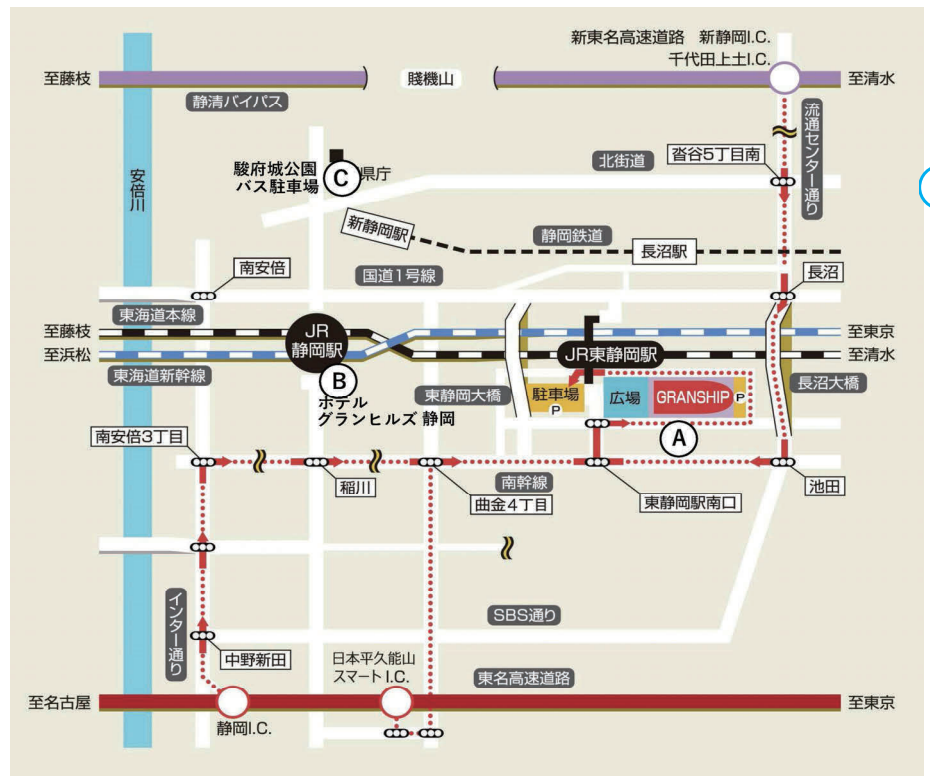 新東名高速道路 新静岡I.C.
千代田上土I.C.
至藤枝
賤機山
至清水
静清バイパス
流通センター通り
北街道
沓谷5丁目南
安倍川
駿府城公園
バス駐車場
C
県庁
新静岡駅
静岡鉄道
長沼駅
南安倍
国道1号線
長沼
東海道本線
至藤枝
JR
静岡駅
至東京
至浜松
JR東静岡駅
至清水
東海道新幹線
B
東静岡大橋
駐車場
P
広場
GRANSHIP
P
長沼大橋
ホテル
グランヒルズ 静岡
A
南安倍3丁目
稲川
南幹線
曲金4丁目
東静岡駅南口
池田
インター通り
SBS通り
中野新田
日本平久能山
スマートI.C.
東名高速道路
至名古屋
至東京
静岡I.C.